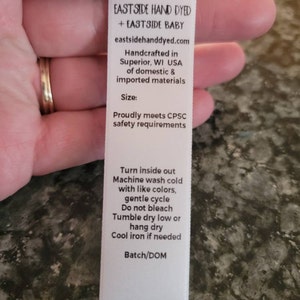 EASTSIDE HAND DYED
+ EASTSIDE BABY
eastsidehanddyed.com
Handcrafted in
Superior, WI USA
of domestic &
imported materials
Size:
Proudly meets CPSC
safety requirements
Turn inside out
Machine wash cold
with like colors,
gentle cycle
Do not bleach
Tumble dry low or
hang dry
Cool iron if needed
Batch/DOM